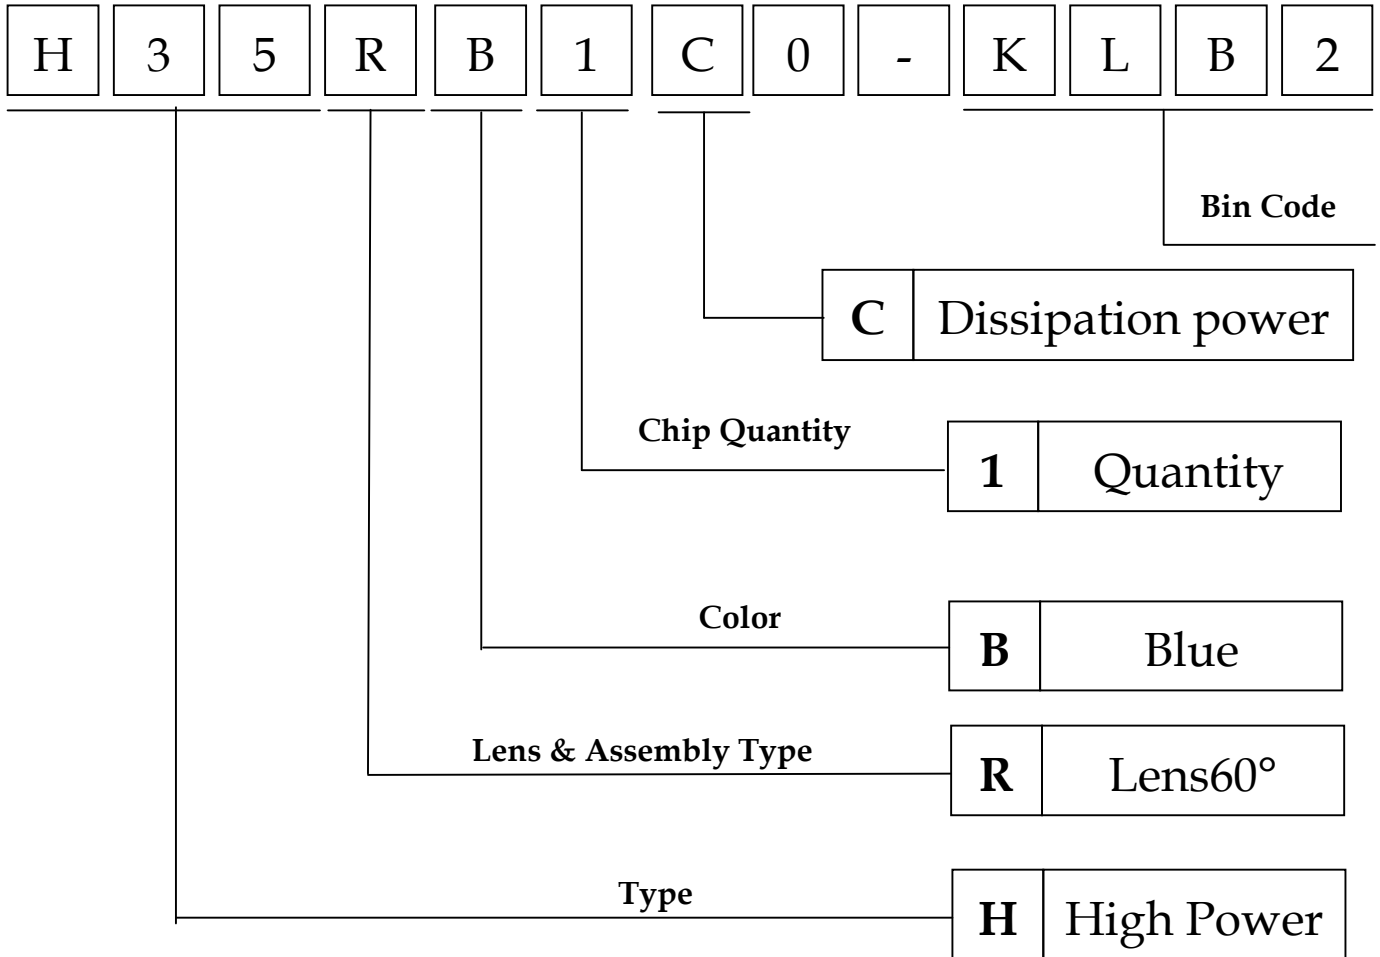 H 3 5 R B 1 C 0 - K L B 2
Bin Code
C Dissipation power
Chip Quantity
1 Quantity
Color
B Blue
Lens & Assembly Type
R Lens60°
Type
H High Power